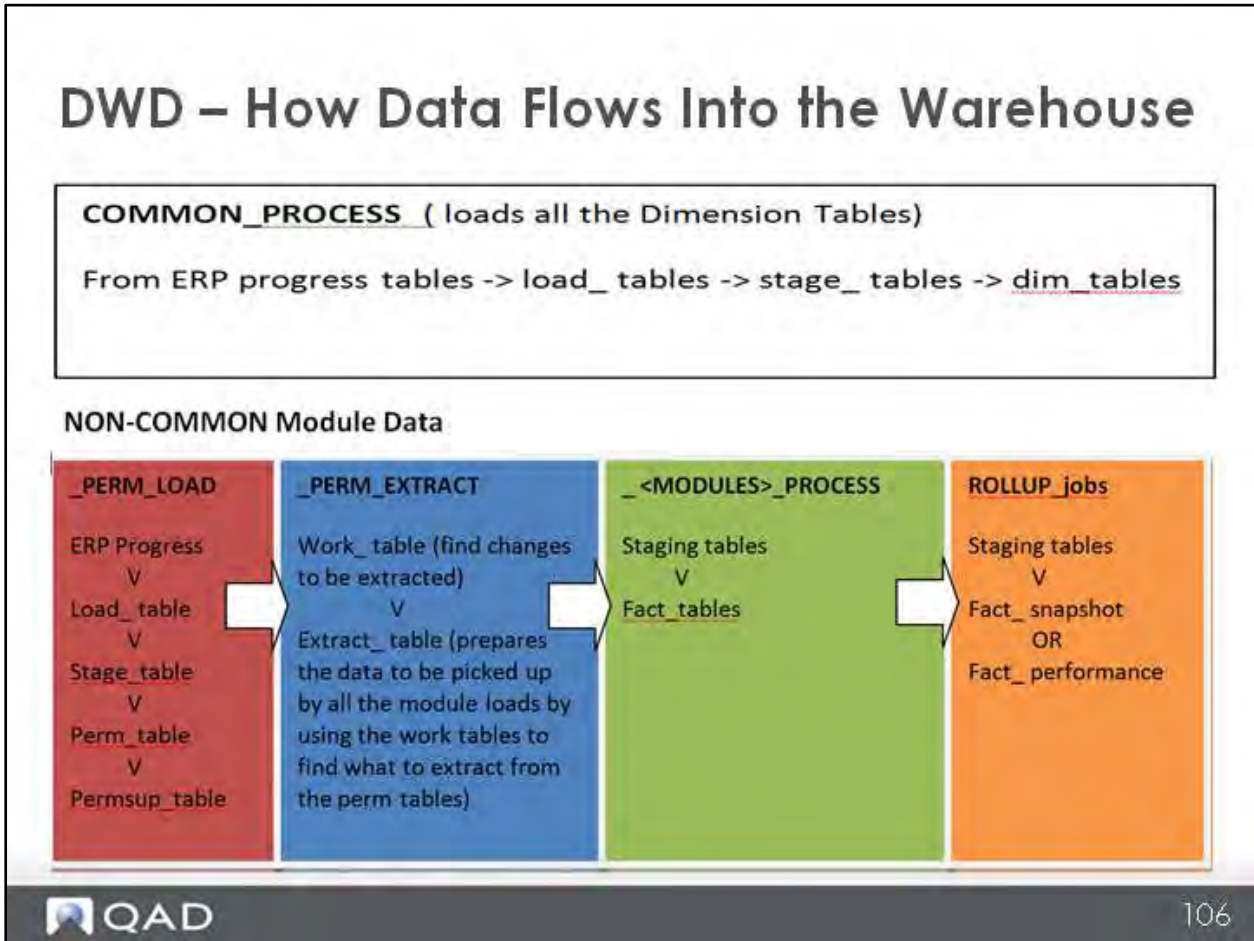 DWD – How Data Flows Into the Warehouse
COMMON_PROCESS_ ( loads all the Dimension Tables)
From ERP progress tables -> load_ tables -> stage_ tables -> dim_tables
NON-COMMON Module Data
_PERM_LOAD
ERP Progress
V
Load_ table
V
Stage_table
V
Perm_table
V
Permsup_table
_PERM_EXTRACT
Work_ table (find changes
to be extracted)
V
Extract_ table (prepares
the data to be picked up
by all the module loads by
using the work tables to
find what to extract from
the perm tables)
_ <MODULES>_PROCESS
Staging tables
V
Fact_tables
ROLLUP_jobs
Staging tables
V
Fact_ snapshot
OR
Fact_ performance
QAD
106